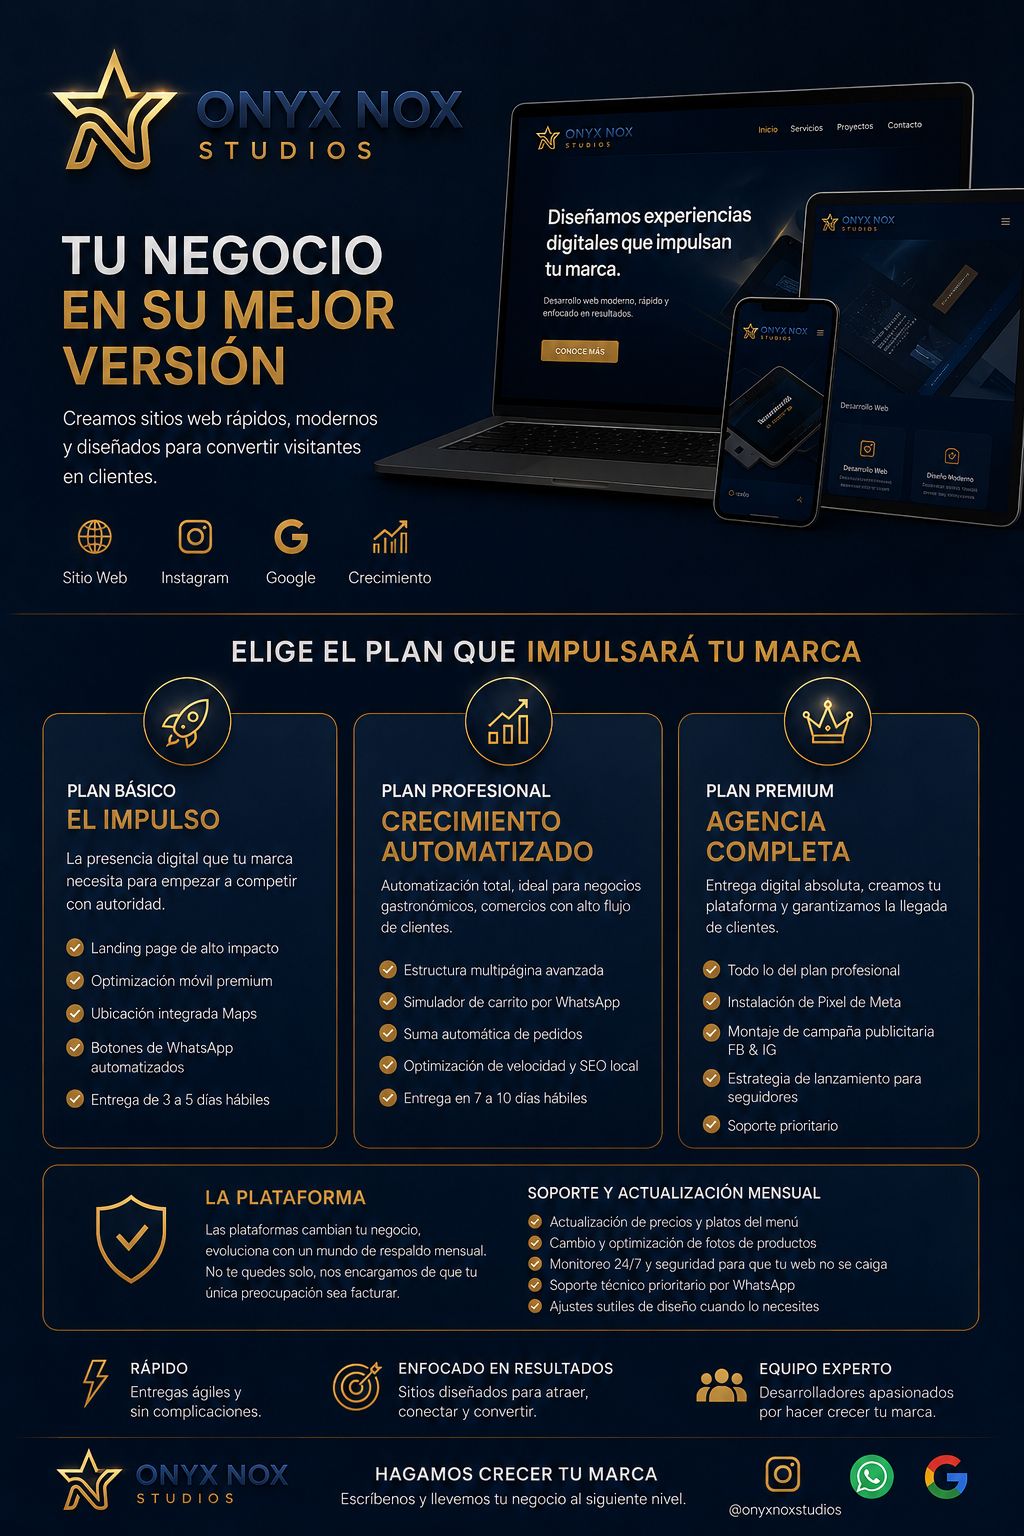 ONYX NOX
STUDIOS
TU NEGOCIO
EN SU MEJOR
VERSIÓN
Creamos sitios web rápidos, modernos
y diseñados para convertir visitantes
en clientes.
Sitio Web
Instagram
Google
Crecimiento
ONYX NOX
STUDIOS
Inicio Servicios Proyectos Contacto
Diseñamos experiencias
digitales que impulsan
tu marca.
Desarrollo web moderno, rápido y
enfocado en resultados.
CONOCE MÁS
ONYX NOX
STUDIOS
ONYX NOX
STUDIOS
Desarrollo Web
Desarrollo Web
Diseño Moderno
ELIGE EL PLAN QUE IMPULSARÁ TU MARCA
PLAN BÁSICO
EL IMPULSO
La presencia digital que tu marca
necesita para empezar a competir
con autoridad.
Landing page de alto impacto
Optimización móvil premium
Ubicación integrada Maps
Botones de WhatsApp
automatizados
Entrega de 3 a 5 días hábiles
PLAN PROFESIONAL
CRECIMIENTO
AUTOMATIZADO
Automatización total, ideal para negocios
gastronómicos, comercios con alto flujo
de clientes.
Estructura multipágina avanzada
Simulador de carrito por WhatsApp
Suma automática de pedidos
Optimización de velocidad y SEO local
Entrega en 7 a 10 días hábiles
PLAN PREMIUM
AGENCIA
COMPLETA
Entrega digital absoluta, creamos tu
plataforma y garantizamos la llegada
de clientes.
Todo lo del plan profesional
Instalación de Pixel de Meta
Montaje de campaña publicitaria
FB & IG
Estrategia de lanzamiento para
seguidores
Soporte prioritario
LA PLATAFORMA
Las plataformas cambian tu negocio,
evoluciona con un mundo de respaldo mensual.
No te quedes solo, nos encargamos de que tu
única preocupación sea facturar.
SOPORTE Y ACTUALIZACIÓN MENSUAL
Actualización de precios y platos del menú
Cambio y optimización de fotos de productos
Monitoreo 24/7 y seguridad para que tu web no se caiga
Soporte técnico prioritario por WhatsApp
Ajustes sutiles de diseño cuando lo necesites
RÁPIDO
Entregas ágiles y
sin complicaciones.
ENFOCADO EN RESULTADOS
Sitios diseñados para atraer,
conectar y convertir.
EQUIPO EXPERTO
Desarrolladores apasionados
por hacer crecer tu marca.
ONYX NOX
STUDIOS
HAGAMOS CRECER TU MARCA
Escríbenos y llevemos tu negocio al siguiente nivel.
@onyxnoxstudios